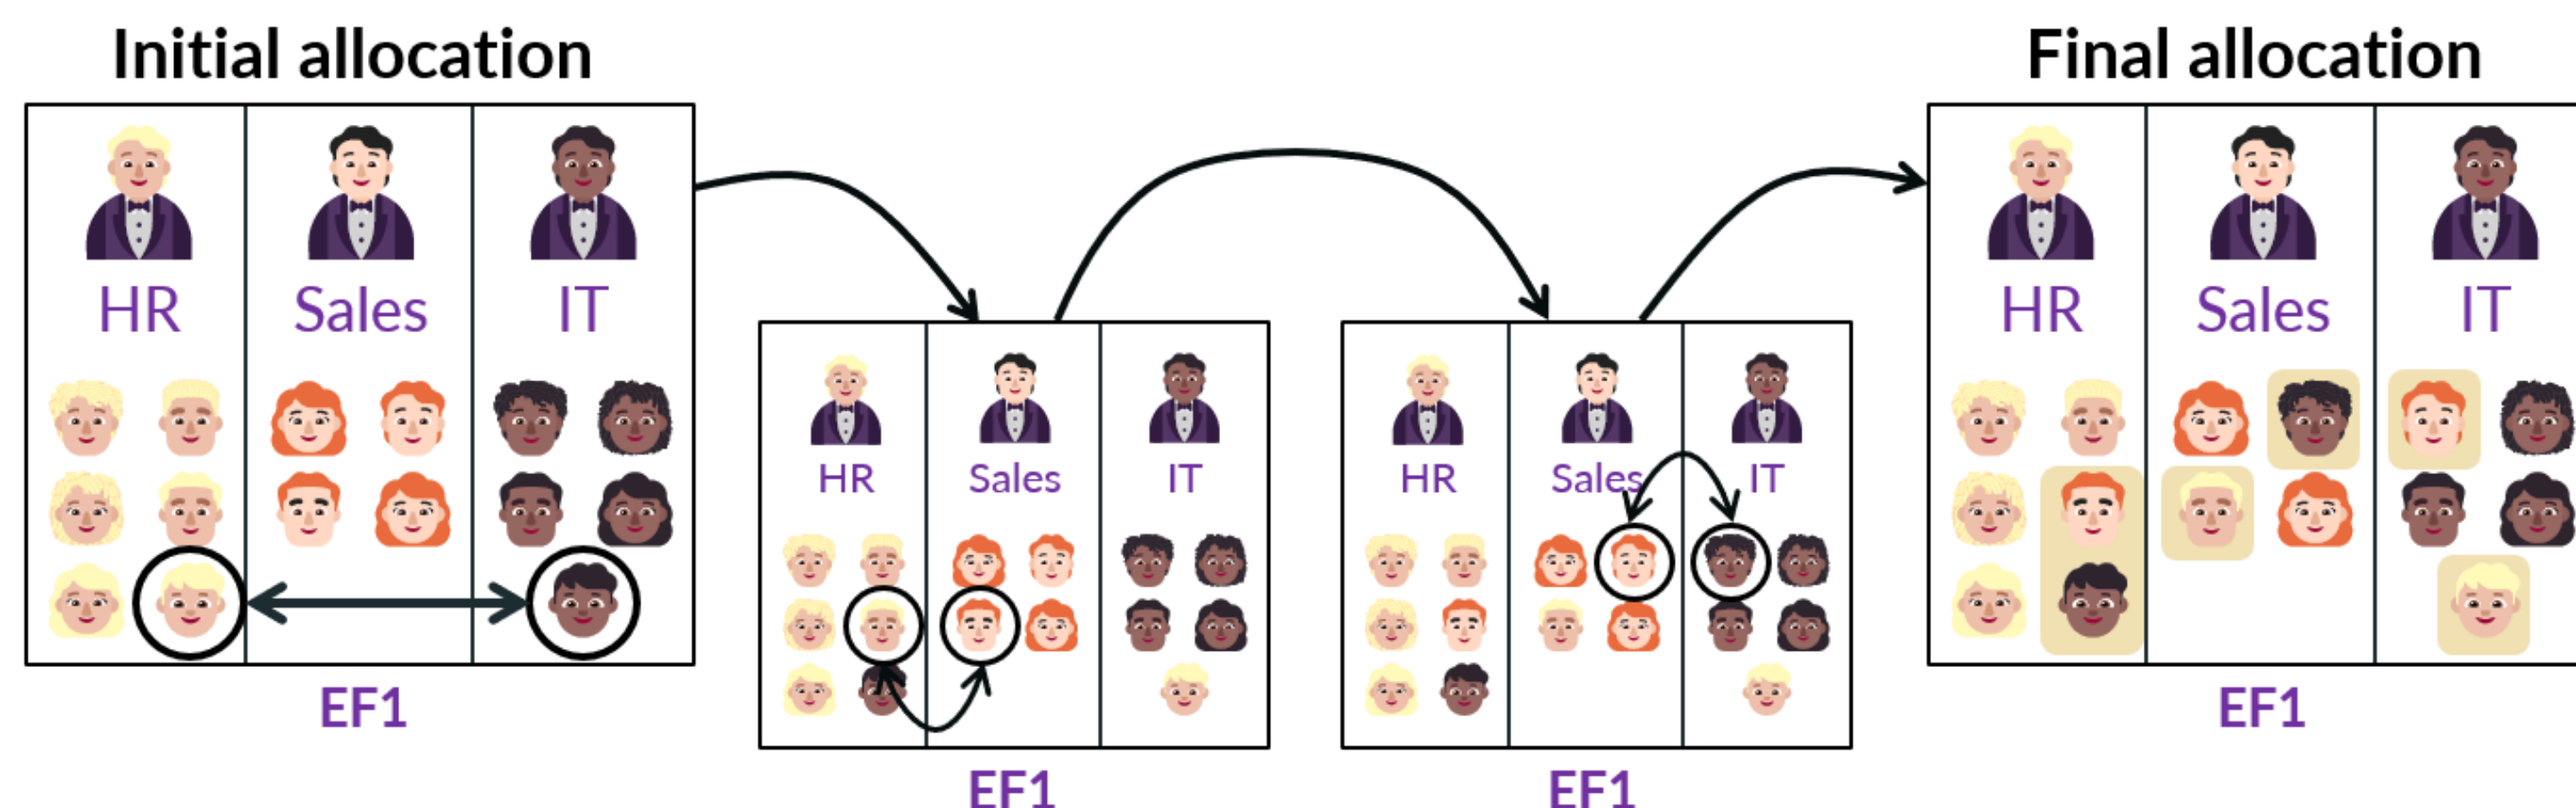 Initial allocation
HR Sales IT
EF1
HR Sales IT
EF1
HR Sales IT
EF1
Final allocation
HR Sales IT
EF1